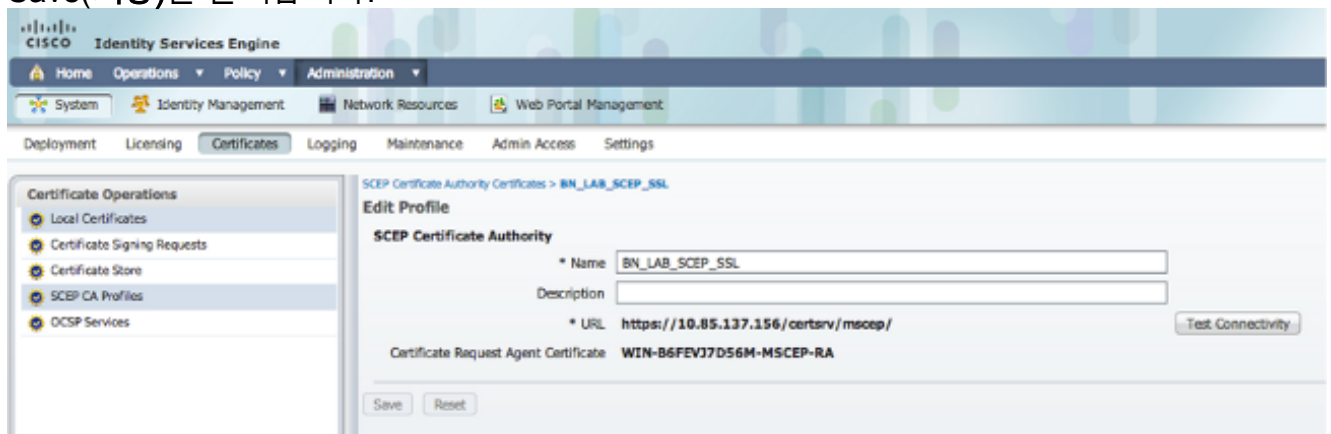 CISCO Identity Services Engine
Home Operations Policy Administration
System Identity Management Network Resources Web Portal Management
Deployment Licensing Certificates Logging Maintenance Admin Access Settings
Certificate Operations
Local Certificates
Certificate Signing Requests
Certificate Store
SCEP CA Profiles
OCSP Services
SCEP Certificate Authority Certificates > BN_LAB_SCEP_SSL
Edit Profile
SCEP Certificate Authority
* Name BN_LAB_SCEP_SSL
Description
* URL https://10.85.137.156/certsrv/mscep/ Test Connectivity
Certificate Request Agent Certificate WIN-B6FEVJ7D56M-MSCEP-RA
Save Reset